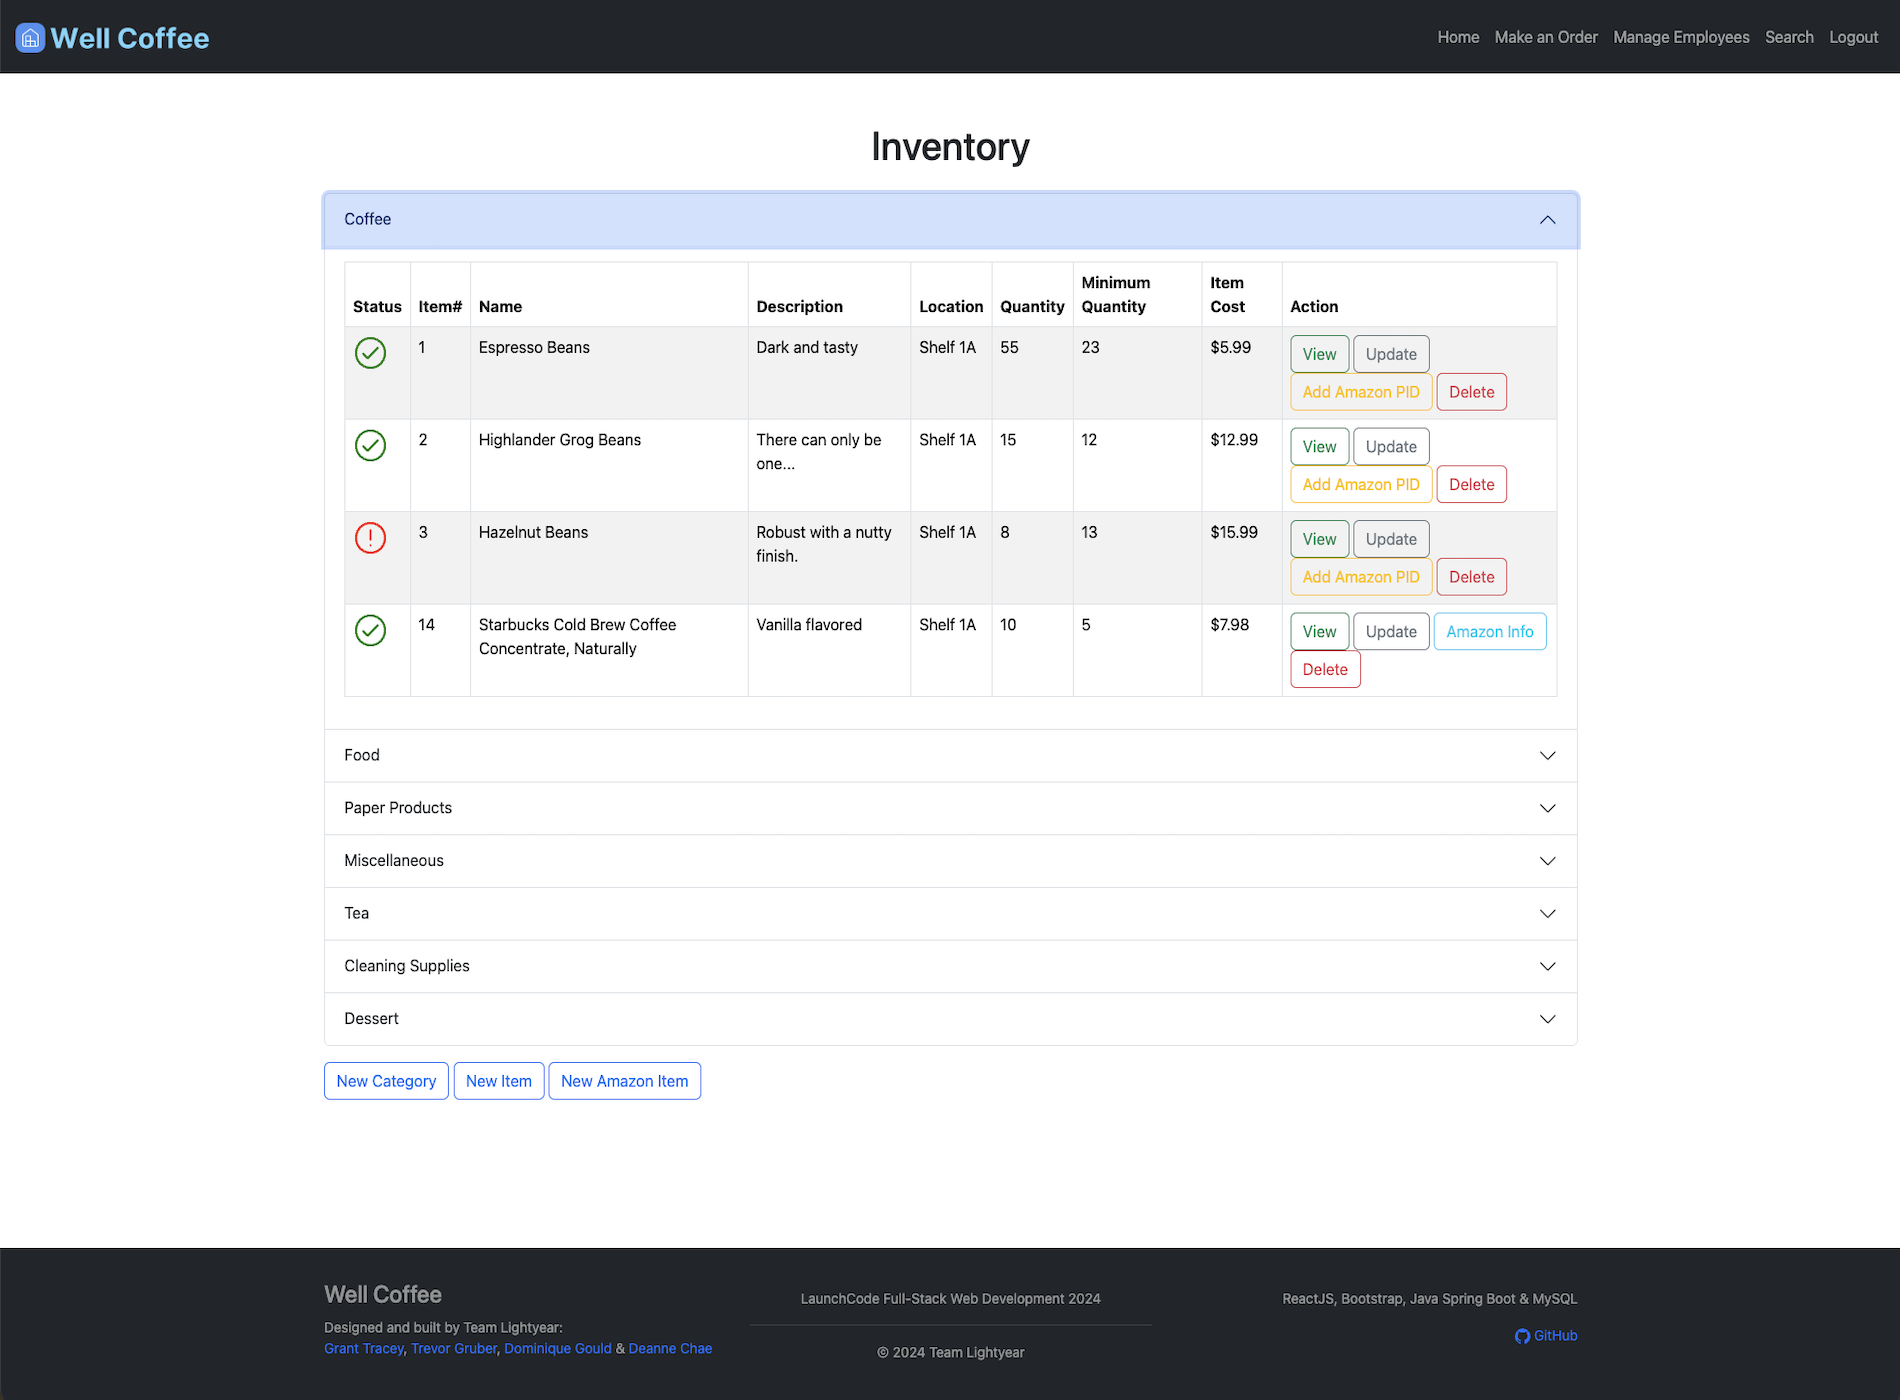 Well Coffee
Home Make an Order Manage Employees Search Logout
Inventory
Coffee
Status Item# Name Description Location Quantity Minimum Quantity Item Cost Action
1 Espresso Beans Dark and tasty Shelf 1A 55 23 $5.99 View Update
Add Amazon PID Delete
2 Highlander Grog Beans There can only be one... Shelf 1A 15 12 $12.99 View Update
Add Amazon PID Delete
3 Hazelnut Beans Robust with a nutty finish. Shelf 1A 8 13 $15.99 View Update
Add Amazon PID Delete
14 Starbucks Cold Brew Coffee Concentrate, Naturally Vanilla flavored Shelf 1A 10 5 $7.98 View Update Amazon Info
Delete
Food
Paper Products
Miscellaneous
Tea
Cleaning Supplies
Dessert
New Category New Item New Amazon Item
Well Coffee
Designed and built by Team Lightyear:
Grant Tracey, Trevor Gruber, Dominique Gould & Deanne Chae
LaunchCode Full-Stack Web Development 2024
© 2024 Team Lightyear
ReactJS, Bootstrap, Java Spring Boot & MySQL
GitHub